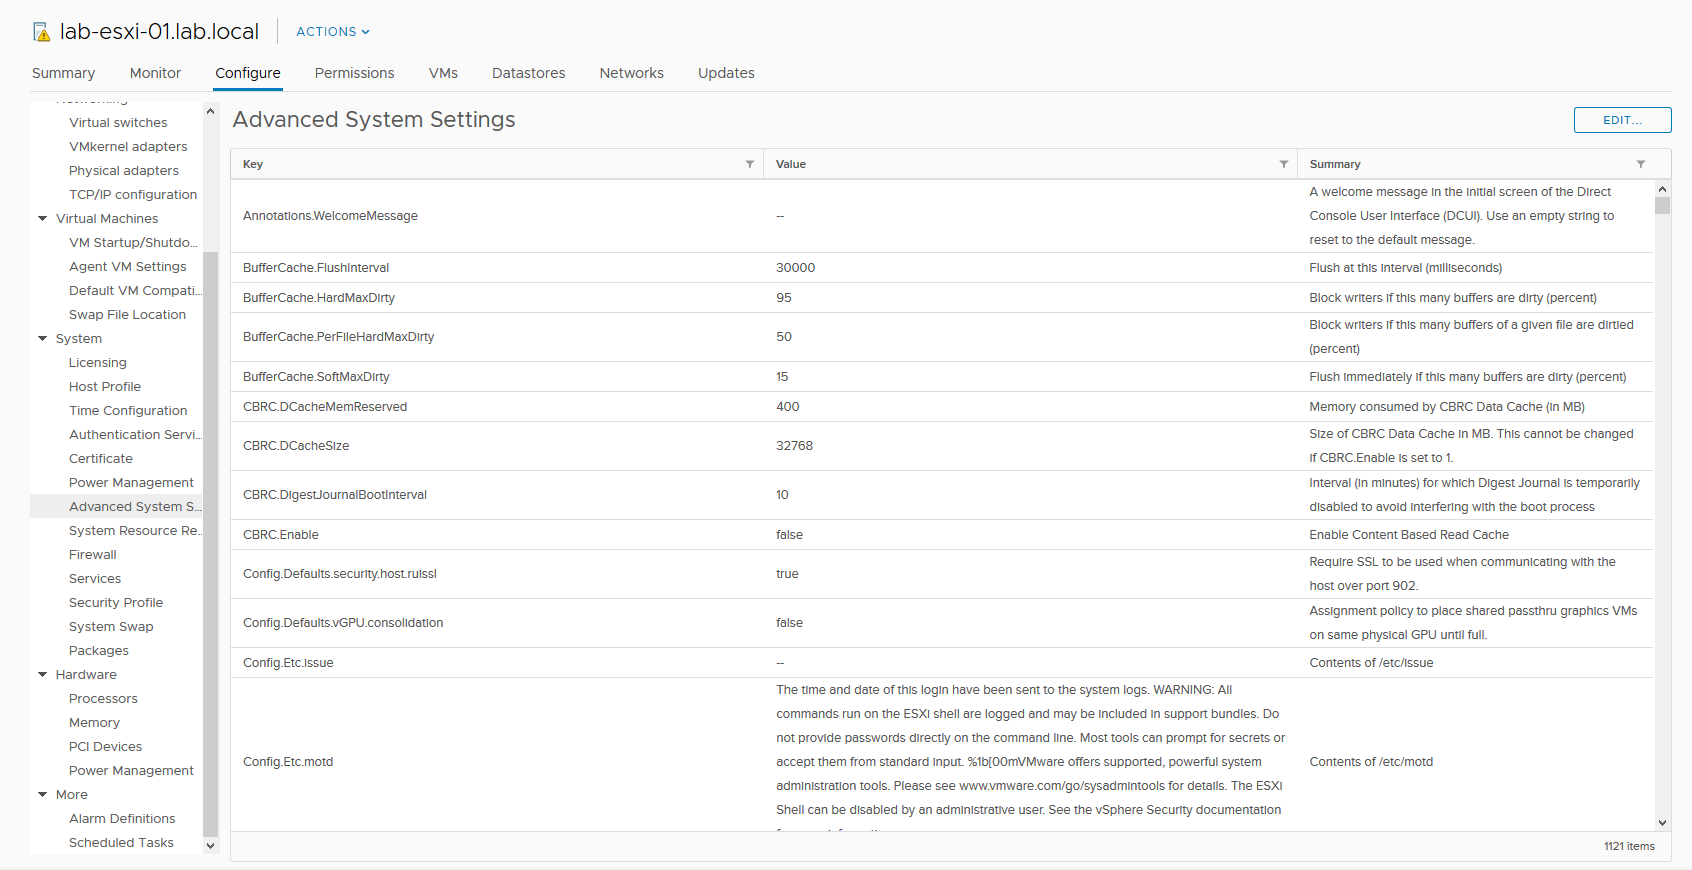 lab-esxi-01.lab.local
ACTIONS
Summary
Monitor
Configure
Permissions
VMs
Datastores
Networks
Updates
Networking
Virtual switches
VMkernel adapters
Physical adapters
TCP/IP configuration
Virtual Machines
VM Startup/Shutdo...
Agent VM Settings
Default VM Compati...
Swap File Location
System
Licensing
Host Profile
Time Configuration
Authentication Servi...
Certificate
Power Management
Advanced System S...
System Resource Re...
Firewall
Services
Security Profile
System Swap
Packages
Hardware
Processors
Memory
PCI Devices
Power Management
More
Alarm Definitions
Scheduled Tasks
Advanced System Settings
EDIT...
Key
Value
Summary
Annotations.WelcomeMessage
--
A welcome message in the initial screen of the Direct
Console User Interface (DCUI). Use an empty string to
reset to the default message.
BufferCache.FlushInterval
30000
Flush at this interval (milliseconds)
BufferCache.HardMaxDirty
95
Block writers if this many buffers are dirty (percent)
BufferCache.PerFileHardMaxDirty
50
Block writers if this many buffers of a given file are dirtied
(percent)
BufferCache.SoftMaxDirty
15
Flush immediately if this many buffers are dirty (percent)
CBRC.DCacheMemReserved
400
Memory consumed by CBRC Data Cache (in MB)
CBRC.DCacheSize
32768
Size of CBRC Data Cache in MB. This cannot be changed
if CBRC.Enable is set to 1.
CBRC.DigestJournalBootInterval
10
Interval (in minutes) for which Digest Journal is temporarily
disabled to avoid interfering with the boot process
CBRC.Enable
false
Enable Content Based Read Cache
Config.Defaults.security.host.ruissl
true
Require SSL to be used when communicating with the
host over port 902.
Config.Defaults.vGPU.consolidation
false
Assignment policy to place shared passthru graphics VMs
on same physical GPU until full.
Config.Etc.issue
--
Contents of /etc/issue
Config.Etc.motd
The time and date of this login have been sent to the system logs. WARNING: All
commands run on the ESXi shell are logged and may be included in support bundles. Do
not provide passwords directly on the command line. Most tools can prompt for secrets or
accept them from standard input. %1b[00mVMware offers supported, powerful system
administration tools. Please see www.vmware.com/go/sysadmintools for details. The ESXi
Shell can be disabled by an administrative user. See the vSphere Security documentation
Contents of /etc/motd
1121 items